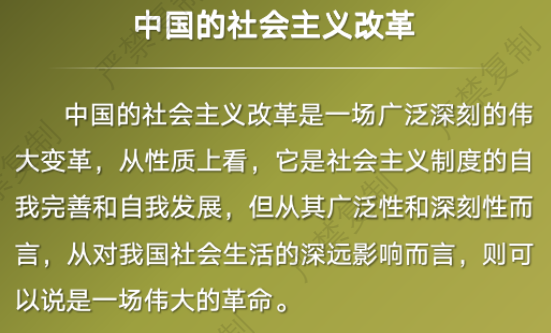 中国的社会主义改革
中国的社会主义改革是一场广泛深刻的伟
大变革，从性质上看，它是社会主义制度的自
我完善和自我发展，但从其广泛性和深刻性而
言，从对我国社会生活的深远影响而言，则可
以说是一场伟大的革命。
严禁复制
严禁复制
严禁复制